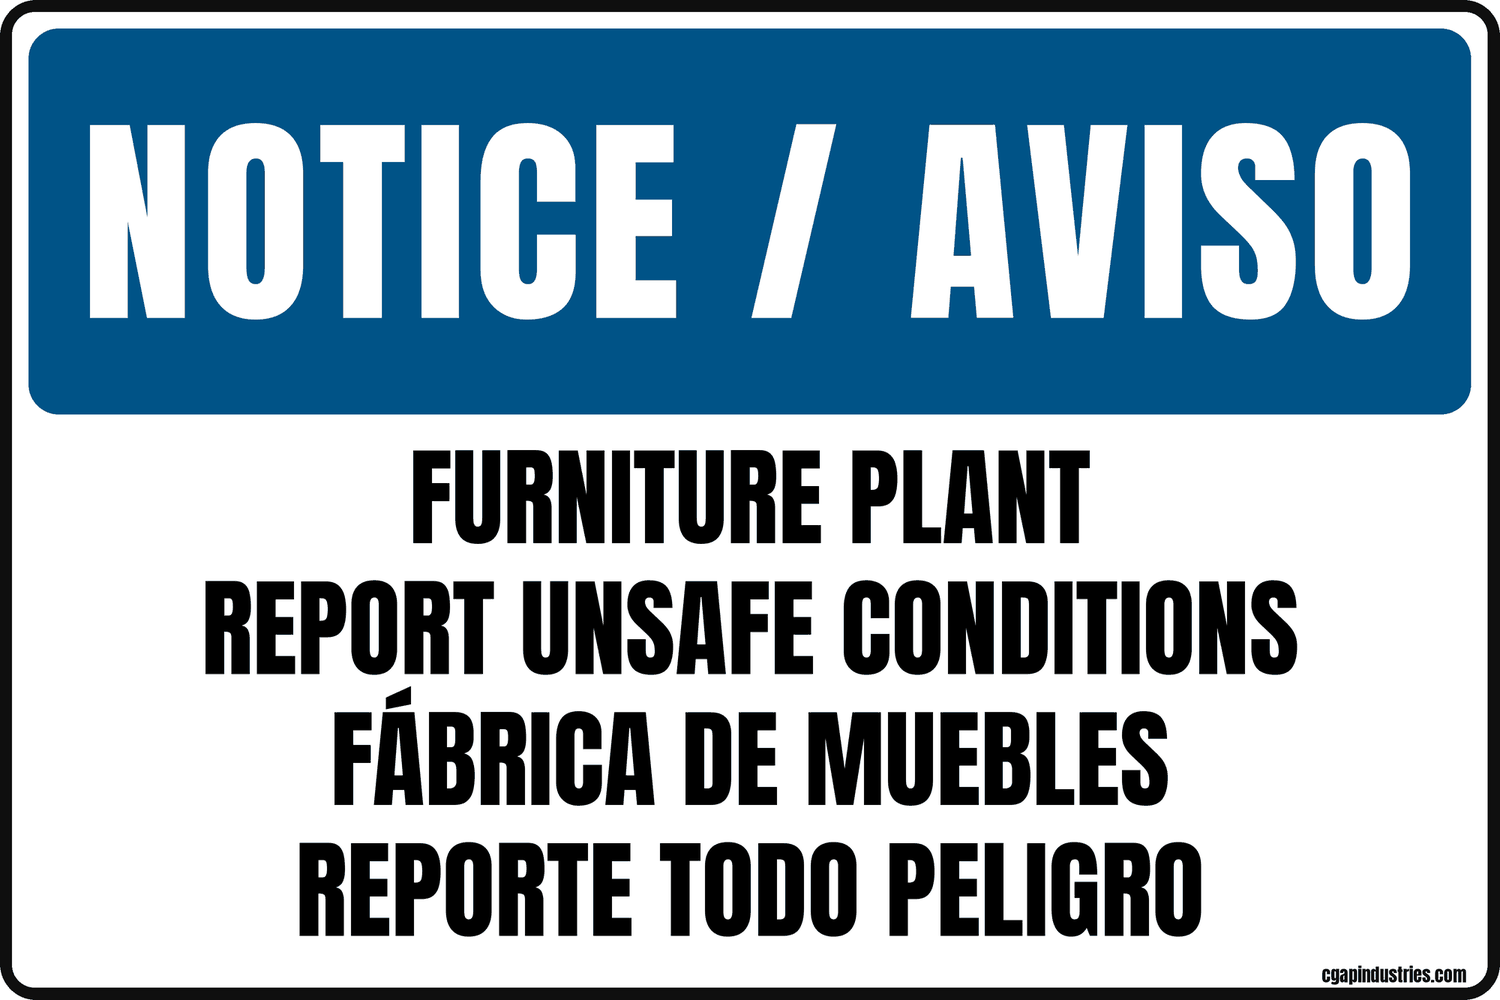 NOTICE / AVISO
FURNITURE PLANT
REPORT UNSAFE CONDITIONS
FÁBRICA DE MUEBLES
REPORTE TODO PELIGRO
cgapindustries.com